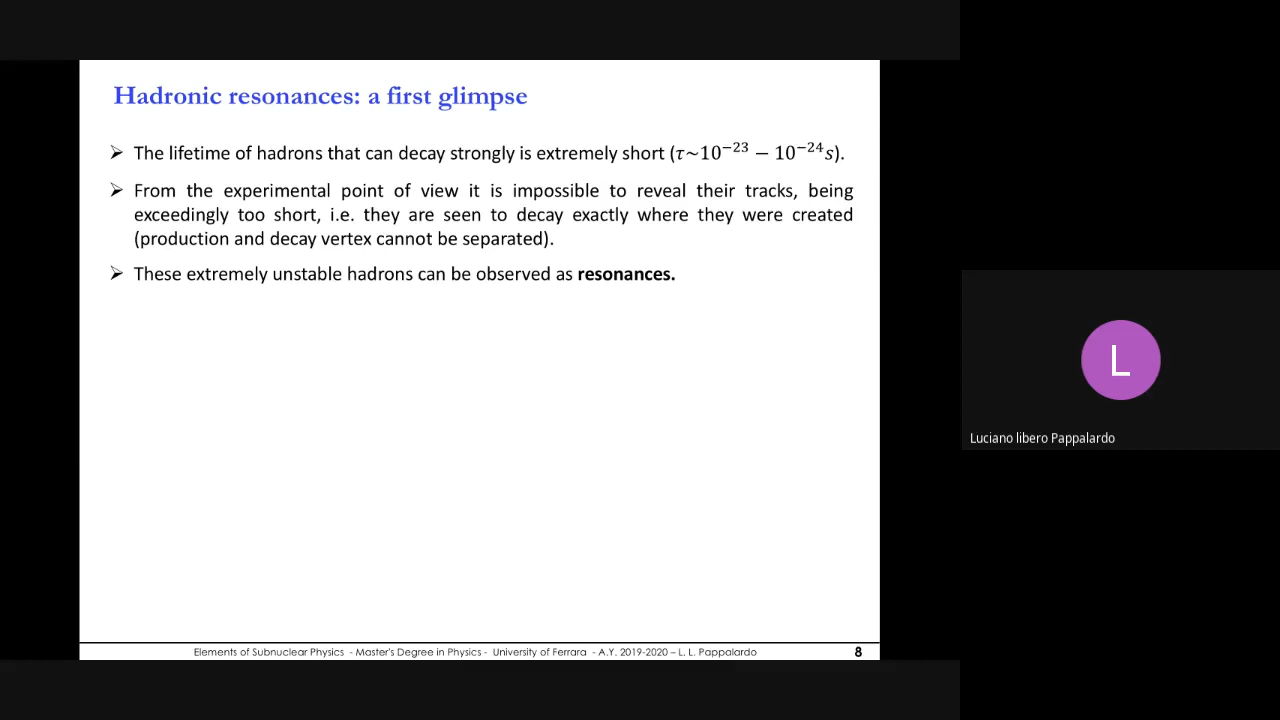 Hadronic resonances: a first glimpse
➢ The lifetime of hadrons that can decay strongly is extremely short (τ~10⁻²³ − 10⁻²⁴s).
➢ From the experimental point of view it is impossible to reveal their tracks, being
exceedingly too short, i.e. they are seen to decay exactly where they were created
(production and decay vertex cannot be separated).
➢ These extremely unstable hadrons can be observed as resonances.
Elements of Subnuclear Physics - Master's Degree in Physics - University of Ferrara - A.Y. 2019-2020 – L. L. Pappalardo
8
L
Luciano libero Pappalardo